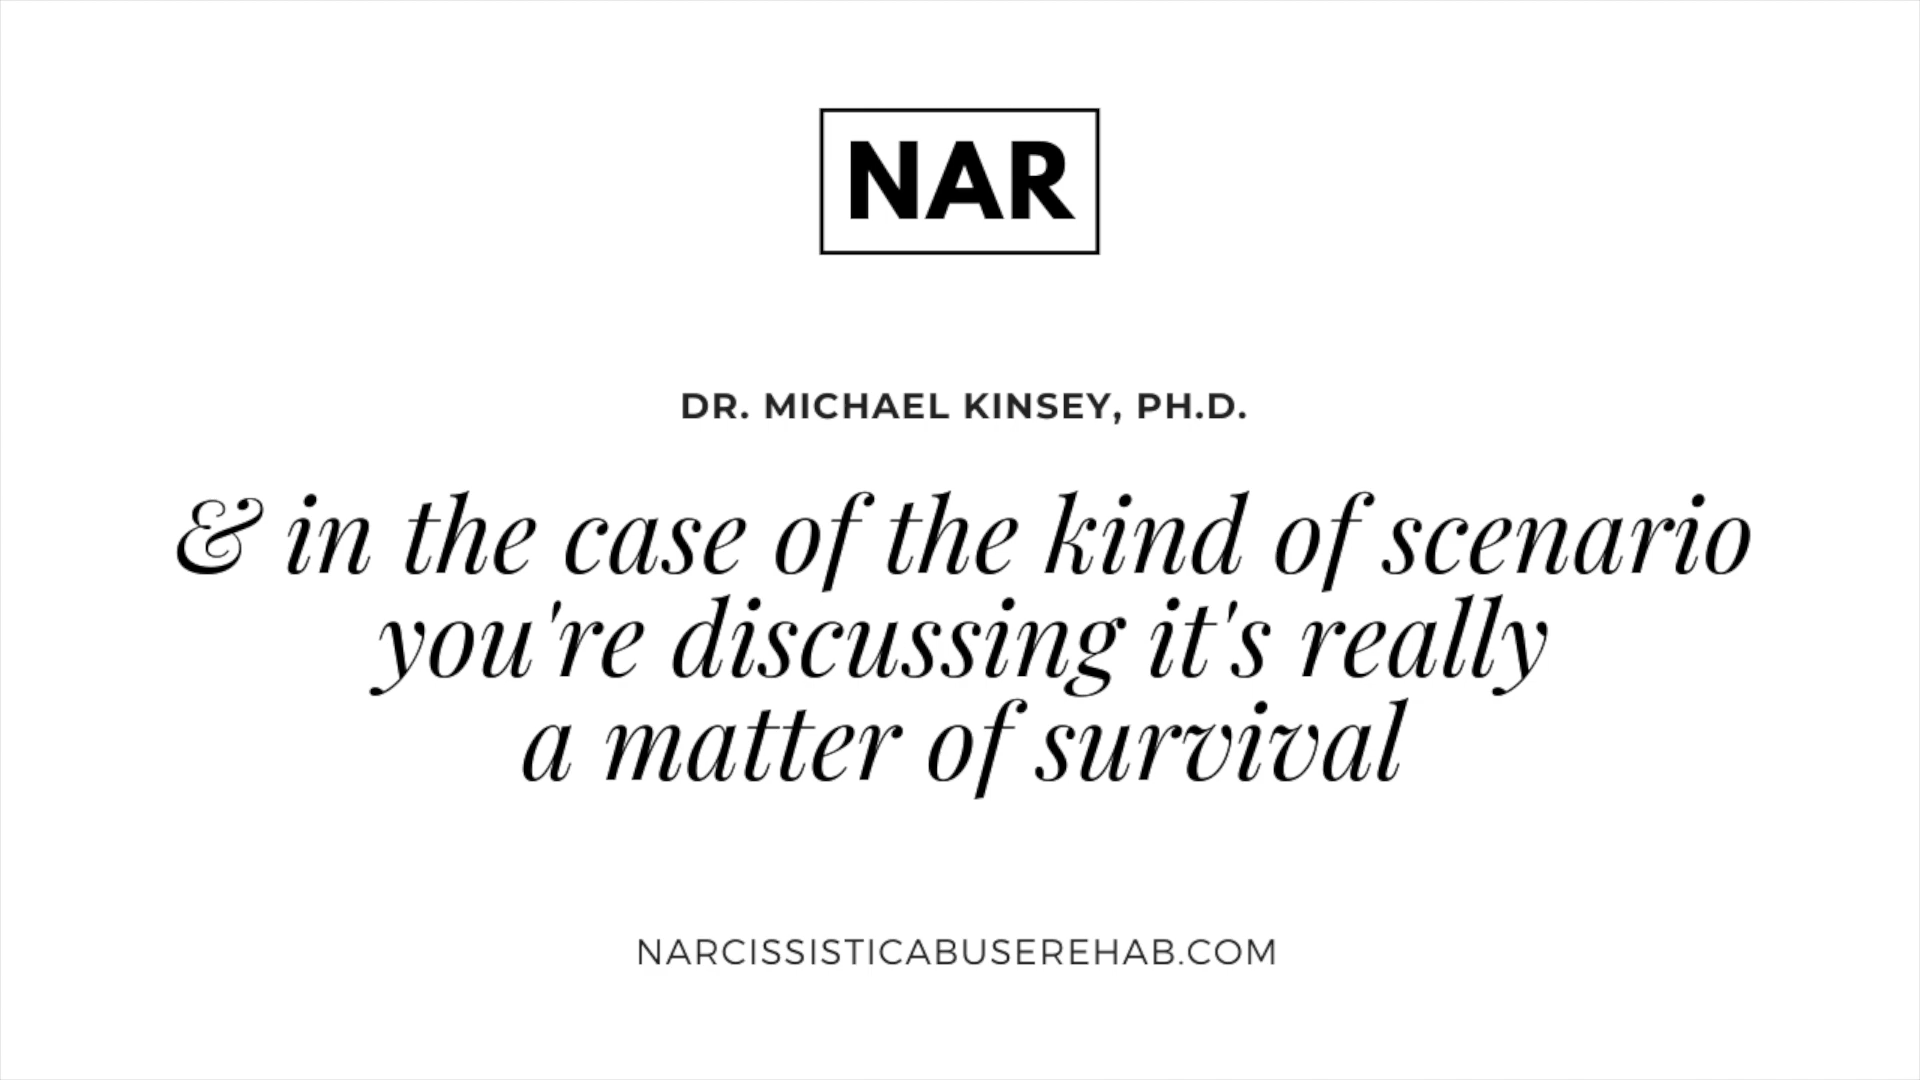 NAR
DR. MICHAEL KINSEY, PH.D.
& in the case of the kind of scenario
you're discussing it's really
a matter of survival
NARCISSISTICABUSEREHAB.COM